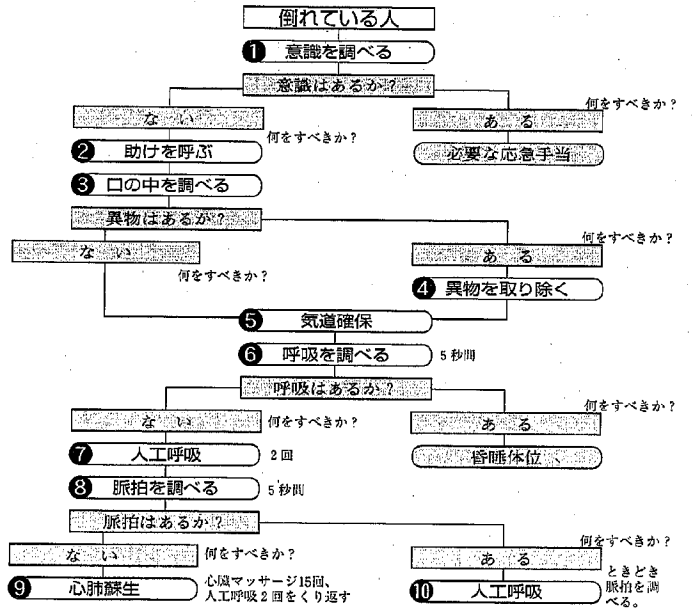 倒れている人
❶ 意識を調べる
意識はあるか?
何をすべきか?
ない
ある
何をすべきか?
❷ 助けを呼ぶ
必要な応急手当
❸ 口の中を調べる
異物はあるか?
何をすべきか?
ない
ある
何をすべきか?
❹ 異物を取り除く
❺ 気道確保
❻ 呼吸を調べる 5秒間
呼吸はあるか?
何をすべきか?
ない 何をすべきか?
ある
❼ 人工呼吸 2回
昏睡体位
❽ 脈拍を調べる 5秒間
脈拍はあるか?
何をすべきか?
ない 何をすべきか?
ある
❾ 心肺蘇生
心臓マッサージ15回、
人工呼吸2回をくり返す
❿ 人工呼吸
ときどき
脈拍を調
べる。